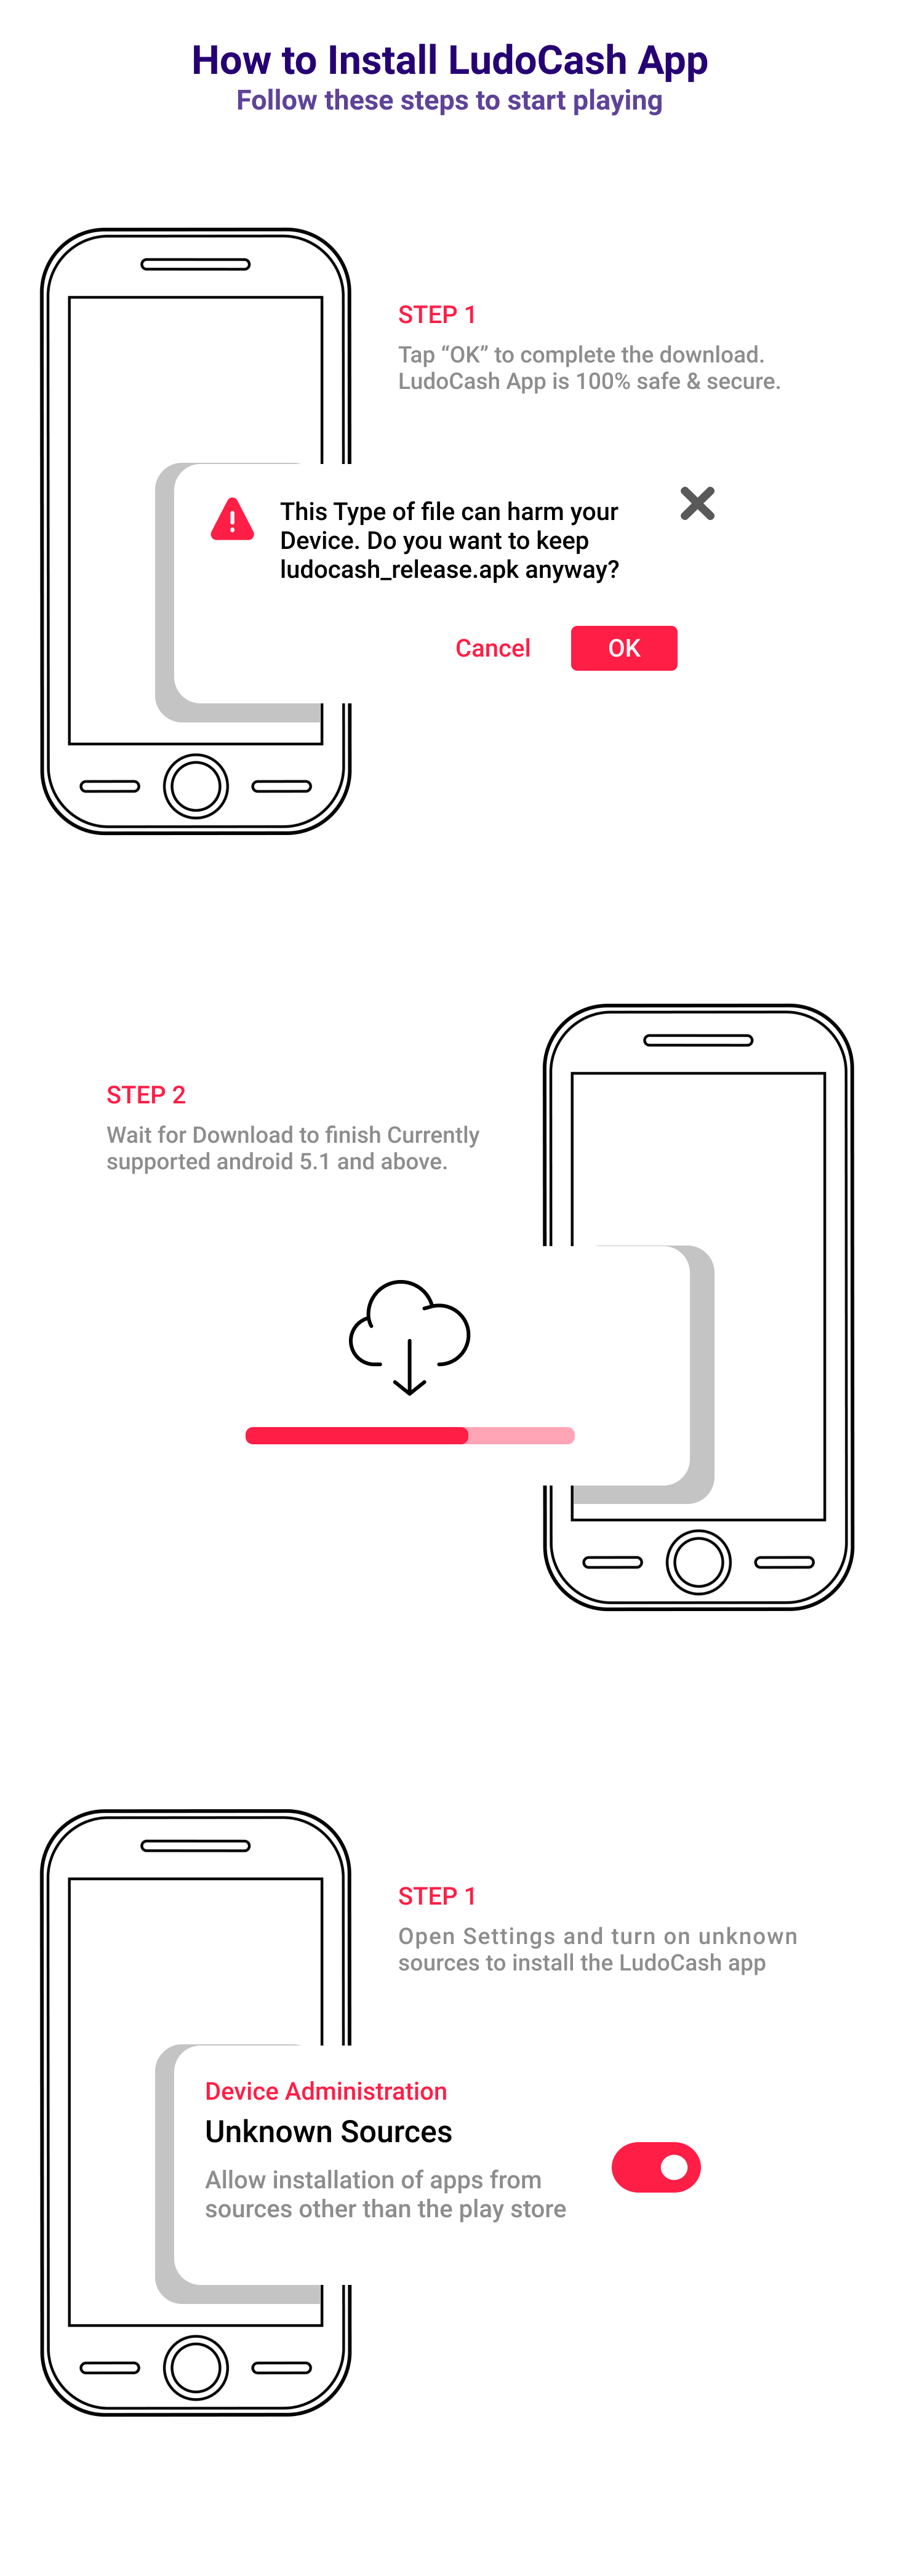 How to Install LudoCash App
Follow these steps to start playing
STEP 1
Tap “OK” to complete the download.
LudoCash App is 100% safe & secure.
This Type of file can harm your
Device. Do you want to keep
ludocash_release.apk anyway?
Cancel
OK
STEP 2
Wait for Download to finish Currently
supported android 5.1 and above.
STEP 1
Open Settings and turn on unknown
sources to install the LudoCash app
Device Administration
Unknown Sources
Allow installation of apps from
sources other than the play store